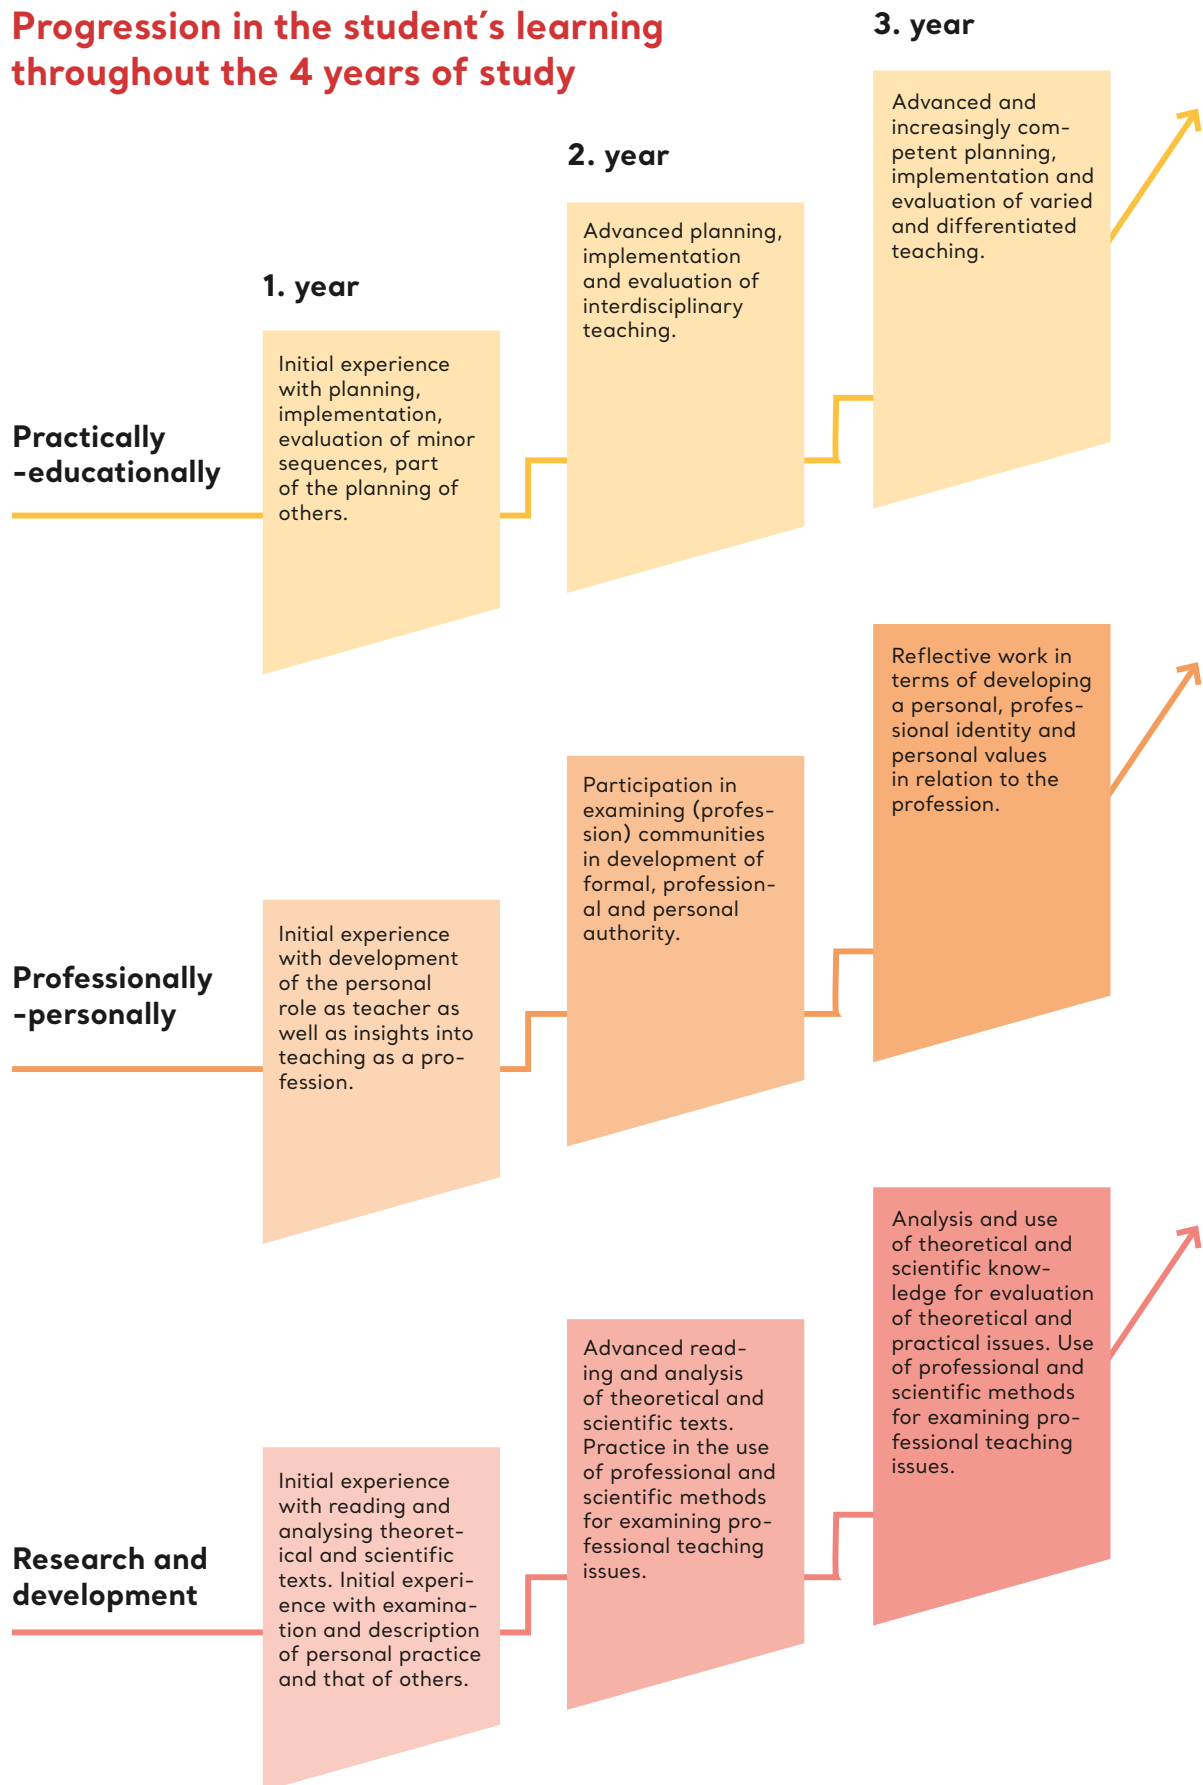 Progression in the student´s learning
throughout the 4 years of study
1. year
2. year
3. year
Practically
-educationally
Initial experience
with planning,
implementation,
evaluation of minor
sequences, part
of the planning of
others.
Advanced planning,
implementation
and evaluation of
interdisciplinary
teaching.
Advanced and
increasingly com-
petent planning,
implementation and
evaluation of varied
and differentiated
teaching.
Professionally
-personally
Initial experience
with development
of the personal
role as teacher as
well as insights into
teaching as a pro-
fession.
Participation in
examining (profes-
sion) communities
in development of
formal, profession-
al and personal
authority.
Reflective work in
terms of developing
a personal, profes-
sional identity and
personal values
in relation to the
profession.
Research and
development
Initial experience
with reading and
analysing theoret-
ical and scientific
texts. Initial experi-
ence with examina-
tion and description
of personal practice
and that of others.
Advanced read-
ing and analysis
of theoretical and
scientific texts.
Practice in the use
of professional and
scientific methods
for examining pro-
fessional teaching
issues.
Analysis and use
of theoretical and
scientific know-
ledge for evaluation
of theoretical and
practical issues. Use
of professional and
scientific methods
for examining pro-
fessional teaching
issues.